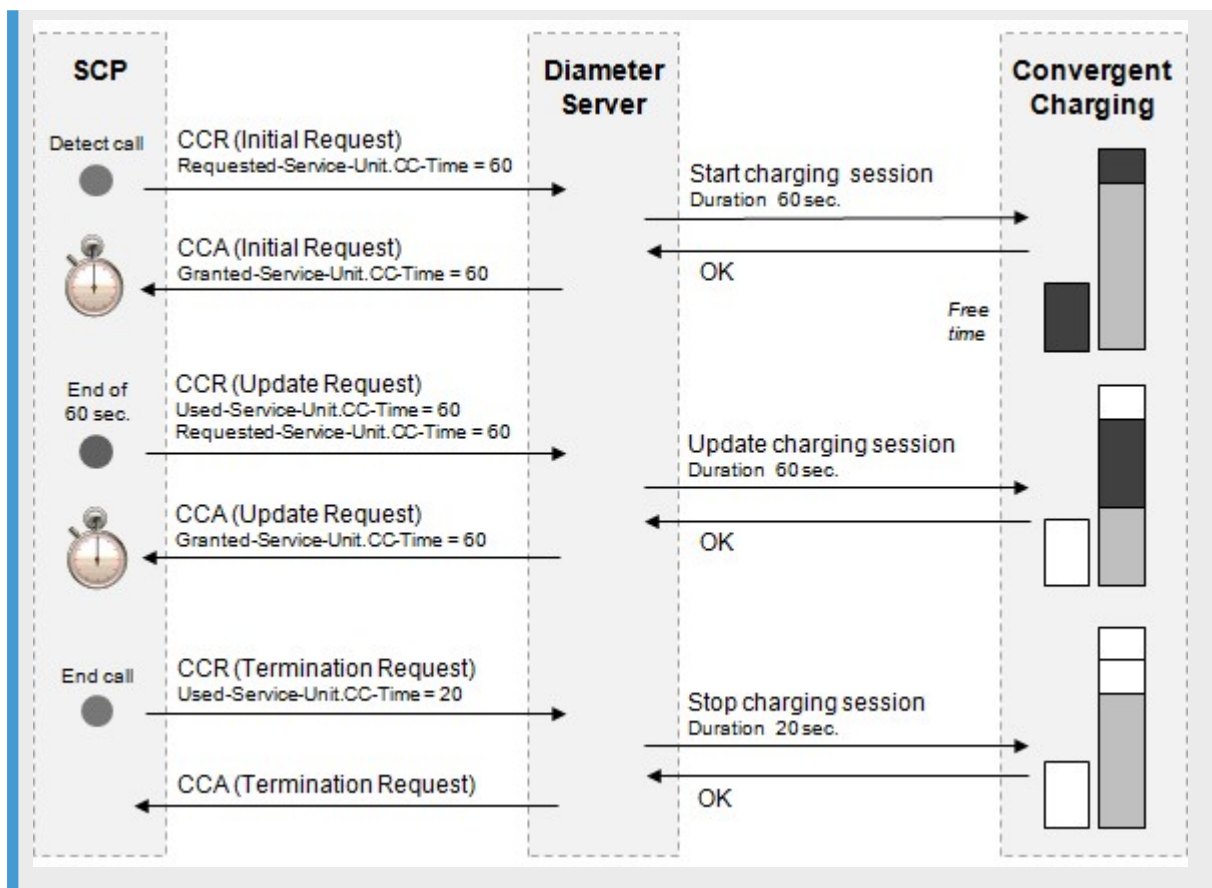 SCP
Diameter
Server
Convergent
Charging
Detect call
CCR (Initial Request)
Requested-Service-Unit.CC-Time = 60
Start charging session
Duration 60 sec.
CCA (Initial Request)
Granted-Service-Unit.CC-Time = 60
OK
Free
time
End of
60 sec.
CCR (Update Request)
Used-Service-Unit.CC-Time = 60
Requested-Service-Unit.CC-Time = 60
Update charging session
Duration 60 sec.
CCA (Update Request)
Granted-Service-Unit.CC-Time = 60
OK
End call
CCR (Termination Request)
Used-Service-Unit.CC-Time = 20
Stop charging session
Duration 20 sec.
CCA (Termination Request)
OK